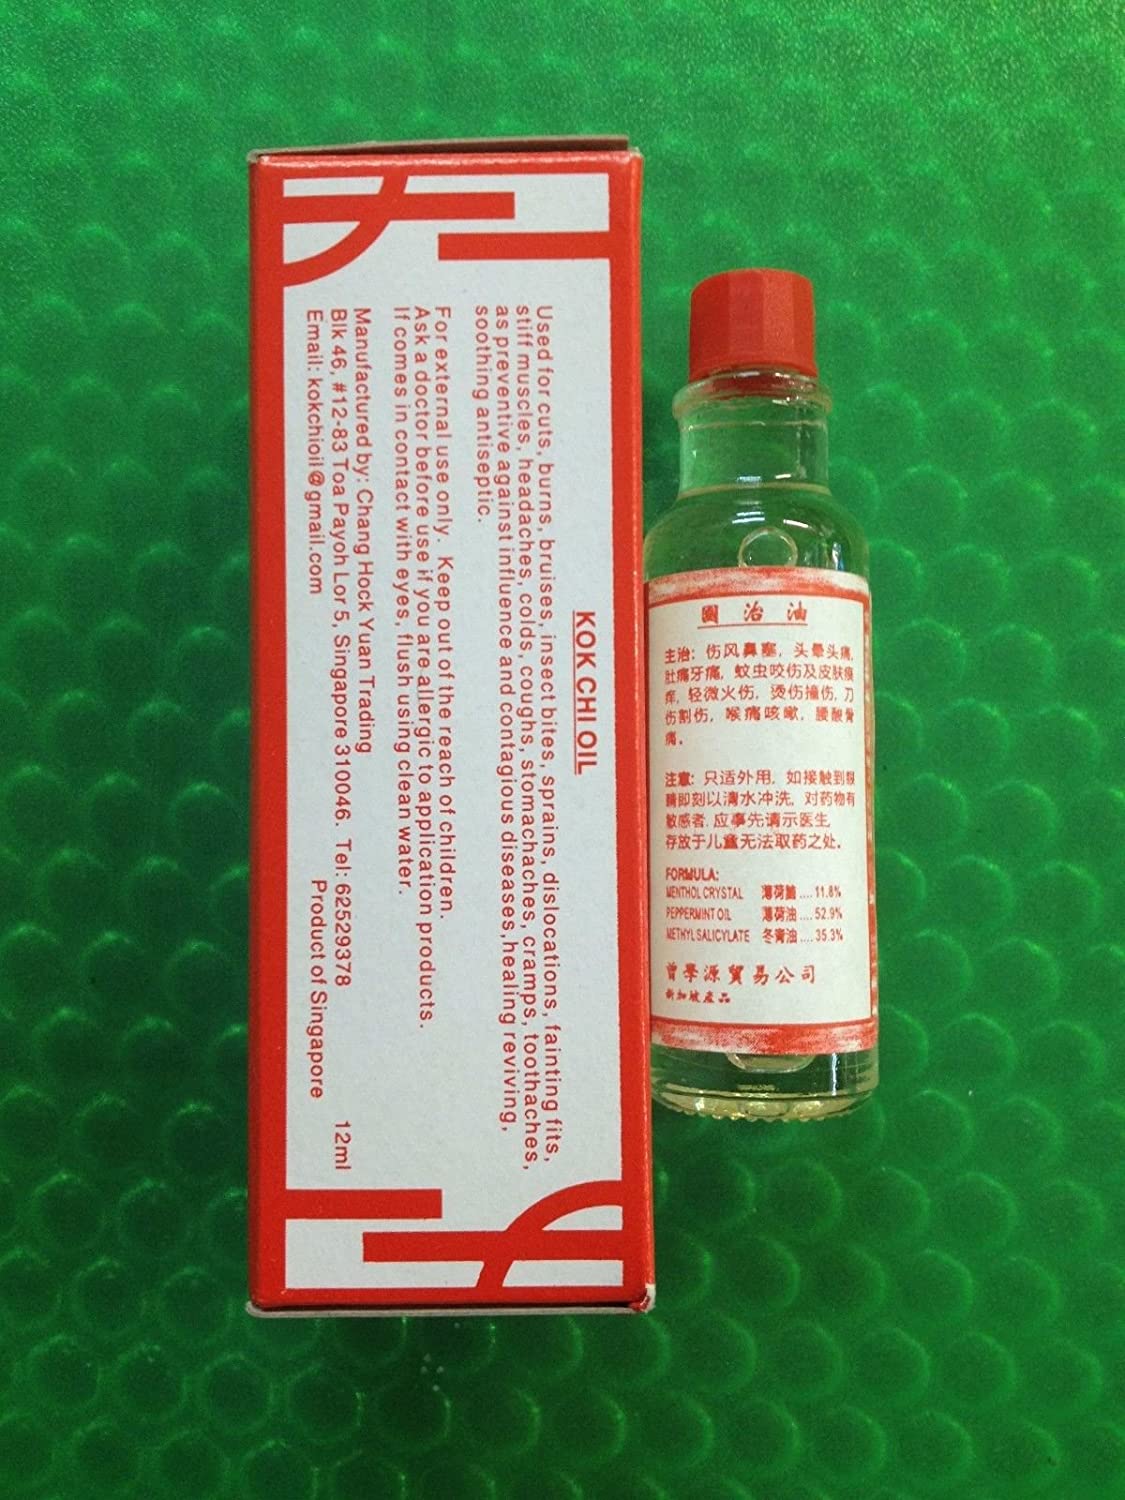 KOK CHI OIL
Used for cuts, burns, bruises, insect bites, sprains, dislocations, fainting fits,
stiff muscles, headaches, colds, coughs, stomachaches, cramps, toothaches,
as preventive against influence and contagious diseases, healing reviving,
soothing antiseptic.
For external use only. Keep out of the reach of children.
Ask a doctor before use if you are allergic to application products.
If comes in contact with eyes, flush using clean water.
Manufactured by: Chang Hock Yuan Trading
Blk 46, #12-83 Toa Payoh Lor 5, Singapore 310046. Tel: 62529378 12ml
Email: kokchioil@gmail.com Product of Singapore
國治油
主治：伤风鼻塞，头晕头痛，
肚痛牙痛，蚊虫咬伤及皮肤痕
痒，轻微火伤，烫伤撞伤，刀
伤割伤，喉痛咳嗽，腰酸骨
痛。
注意：只适外用，如接触到眼
睛即刻以清水冲洗，对药物有
敏感者，应事先请示医生，
存放于儿童无法取药之处。
FORMULA:
MENTHOL CRYSTAL 薄荷 .... 11.8%
PEPPERMINT OIL 薄荷油 .... 52.9%
METHYL SALICYLATE 冬青油 .... 35.3%
曾學源貿易公司
新加坡產品